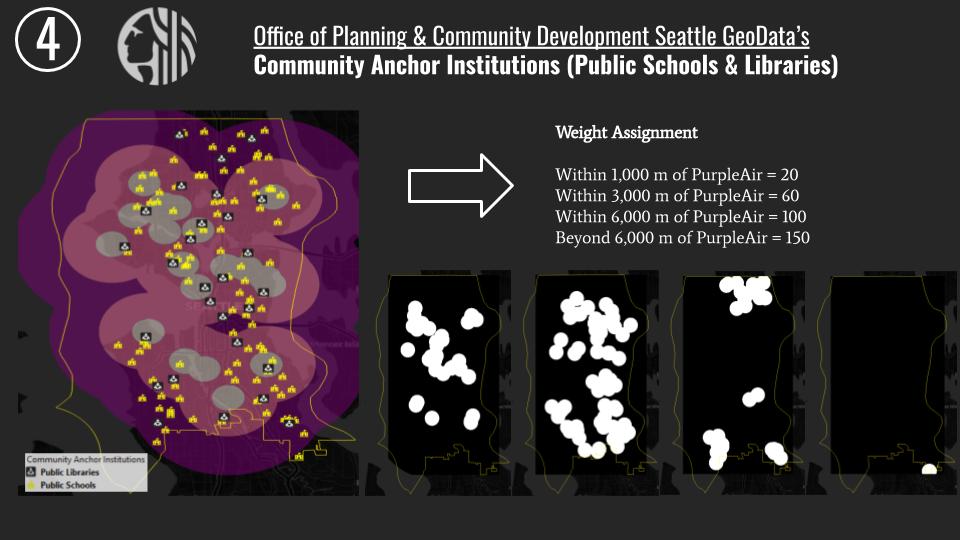 4
Office of Planning & Community Development Seattle GeoData's
Community Anchor Institutions (Public Schools & Libraries)
Weight Assignment
Within 1,000 m of PurpleAir = 20
Within 3,000 m of PurpleAir = 60
Within 6,000 m of PurpleAir = 100
Beyond 6,000 m of PurpleAir = 150
Community Anchor Institutions
Public Libraries
Public Schools